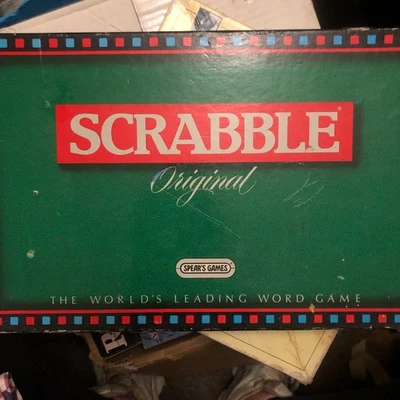 SCRABBLE
Original
SPEAR'S GAMES
THE WORLD'S LEADING WORD GAME
R